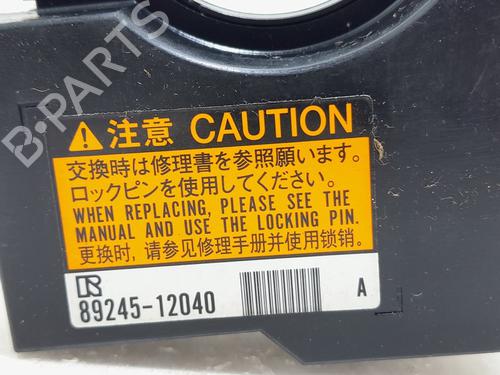 B-PARTS
⚠注意 CAUTION
交換時は修理書を参照願います。
ロックピンを使用してください。
WHEN REPLACING, PLEASE SEE THE
MANUAL AND USE THE LOCKING PIN.
更换时, 请参见修理手册并使用锁销。
R
89245-12040 A